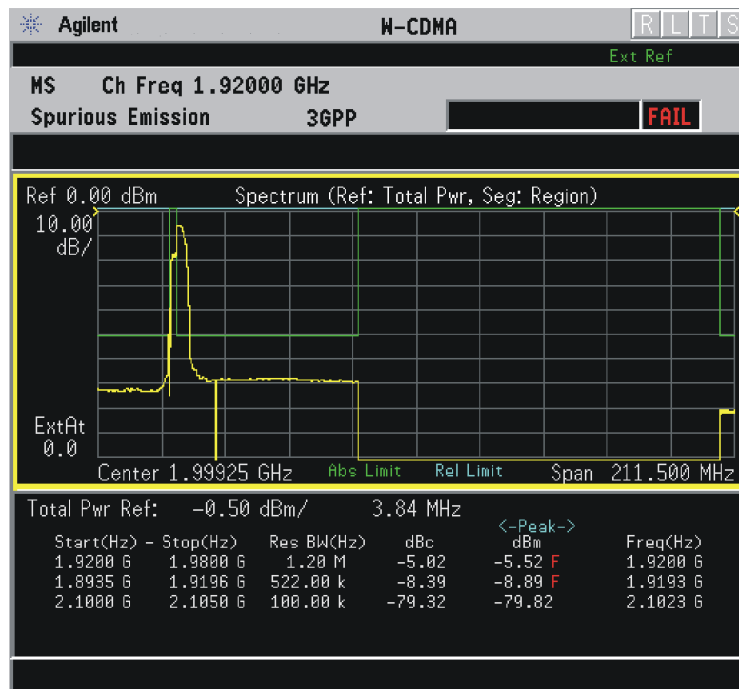 Agilent W-CDMA R L T S
Ext Ref
MS Ch Freq 1.92000 GHz
Spurious Emission 3GPP FAIL
Ref 0.00 dBm Spectrum (Ref: Total Pwr, Seg: Region)
10.00
dB/
ExtAt
0.0
Center 1.99925 GHz Abs Limit Rel Limit Span 211.500 MHz
Total Pwr Ref: -0.50 dBm/ 3.84 MHz
<-Peak->
Start(Hz) - Stop(Hz) Res BW(Hz) dBc dBm Freq(Hz)
1.9200 G 1.9800 G 1.20 M -5.02 -5.52 F 1.9200 G
1.8935 G 1.9196 G 522.00 k -8.39 -8.89 F 1.9193 G
2.1000 G 2.1050 G 100.00 k -79.32 -79.82 2.1023 G